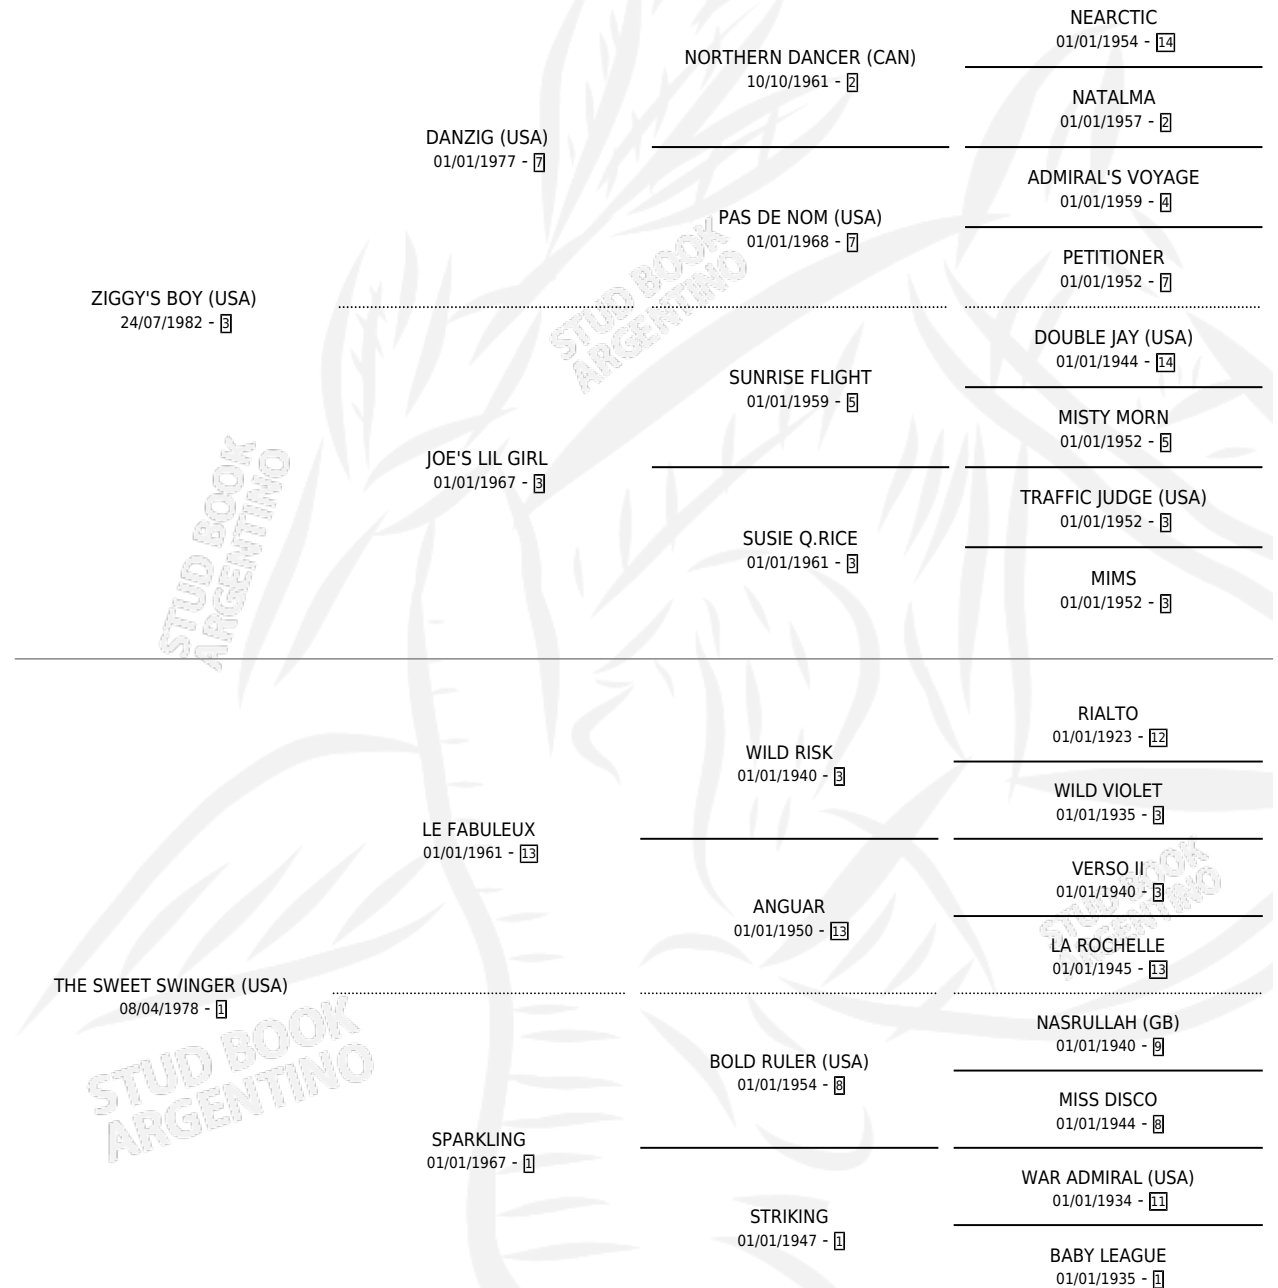 NEARCTIC
01/01/1954 - 14
NORTHERN DANCER (CAN)
10/10/1961 - 2
NATALMA
01/01/1957 - 2
DANZIG (USA)
01/01/1977 - 7
ADMIRAL'S VOYAGE
01/01/1959 - 4
PAS DE NOM (USA)
01/01/1968 - 7
PETITIONER
01/01/1952 - 7
ZIGGY'S BOY (USA)
24/07/1982 - 3
STUD BOOK
ARGENTINO
DOUBLE JAY (USA)
01/01/1944 - 14
SUNRISE FLIGHT
01/01/1959 - 5
MISTY MORN
01/01/1952 - 5
JOE'S LIL GIRL
01/01/1967 - 3
TRAFFIC JUDGE (USA)
01/01/1952 - 3
SUSIE Q.RICE
01/01/1961 - 3
MIMS
01/01/1952 - 3
STUD BOOK
ARGENTINO
RIALTO
01/01/1923 - 12
WILD RISK
01/01/1940 - 3
WILD VIOLET
01/01/1935 - 3
LE FABULEUX
01/01/1961 - 13
VERSO II
01/01/1940 - 3
ANGUAR
01/01/1950 - 13
STUD BOOK
ARGENTINO
LA ROCHELLE
01/01/1945 - 13
THE SWEET SWINGER (USA)
08/04/1978 - 1
NASRULLAH (GB)
01/01/1940 - 9
BOLD RULER (USA)
01/01/1954 - 8
MISS DISCO
01/01/1944 - 8
STUD BOOK
ARGENTINO
SPARKLING
01/01/1967 - 1
WAR ADMIRAL (USA)
01/01/1934 - 11
STRIKING
01/01/1947 - 1
BABY LEAGUE
01/01/1935 - 1